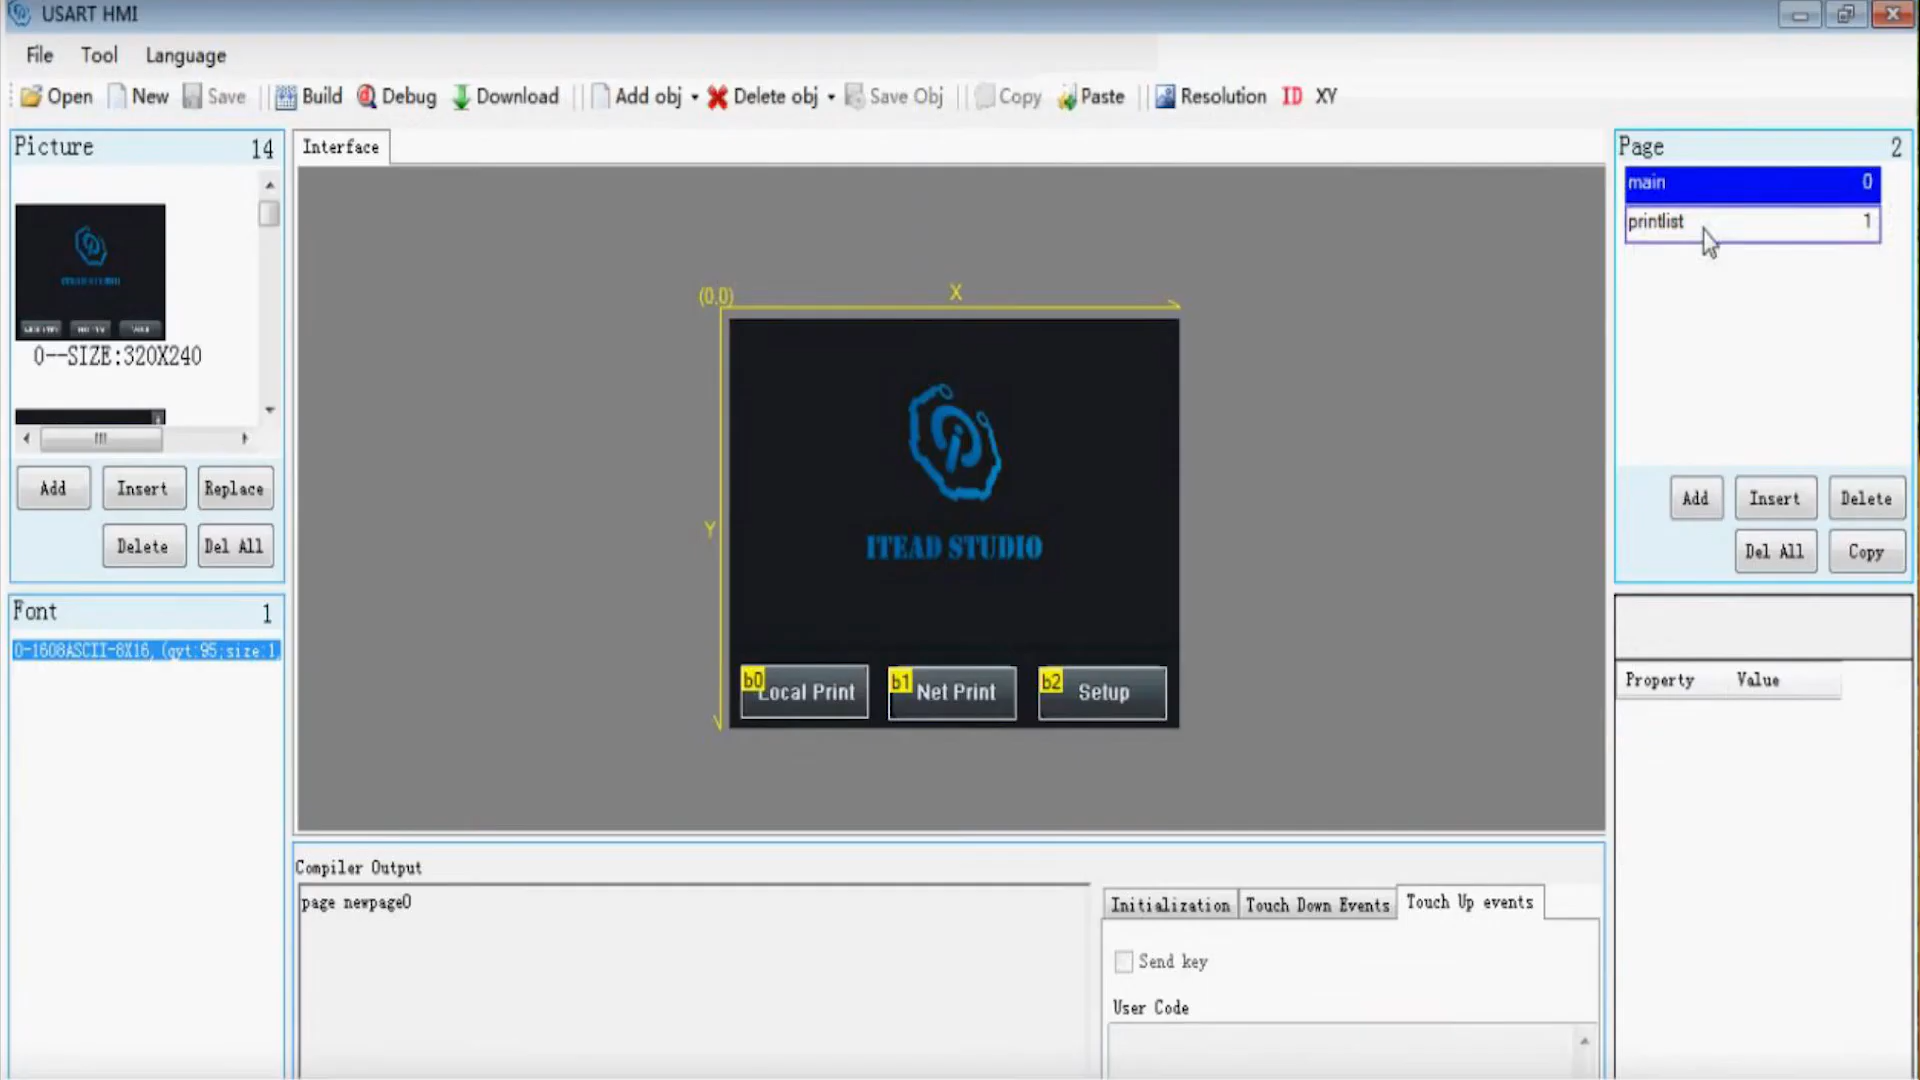 USART HMI
File Tool Language
Open New Save Build Debug Download Add obj Delete obj Save Obj Copy Paste Resolution ID XY
Picture 14
0--SIZE:320X240
Add Insert Replace
Delete Del All
Font 1
0-1608ASCII-8X16,(qyt:95;size:1,
Interface
(0.0) X
Y
ITEAD STUDIO
b0 Local Print b1 Net Print b2 Setup
Compiler Output
page newpage0
Initialization Touch Down Events Touch Up events
Send key
User Code
Page 2
main 0
printlist 1
Add Insert Delete
Del All Copy
Property Value